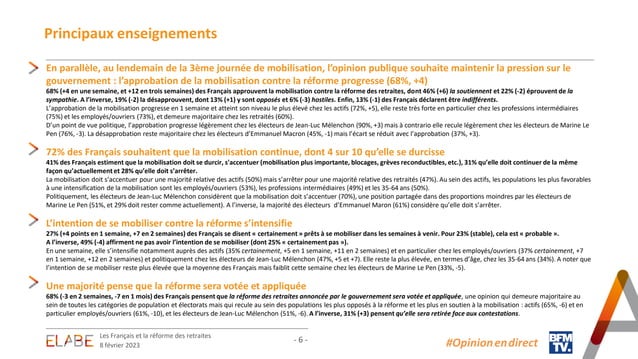 Principaux enseignements
En parallèle, au lendemain de la 3ème journée de mobilisation, l'opinion publique souhaite maintenir la pression sur le
gouvernement : l'approbation de la mobilisation contre la réforme progresse (68%, +4)
68% (+4 en une semaine, et +12 en trois semaines) des Français approuvent la mobilisation contre la réforme des retraites, dont 46% (+6) la soutiennent et 22% (-2) éprouvent de la
sympathie. A l'inverse, 19% (-2) la désapprouvent, dont 13% (+1) y sont opposés et 6% (-3) hostiles. Enfin, 13% (-1) des Français déclarent être indifférents.
L'approbation de la mobilisation progresse en 1 semaine et atteint son niveau le plus élevé chez les actifs (72%, +5), elle reste très forte en particulier chez les professions intermédiaires
(75%) et les employés/ouvriers (73%), et demeure majoritaire chez les retraités (60%).
D'un point de vue politique, l'approbation progresse légèrement chez les électeurs de Jean-Luc Mélenchon (90%, +3) mais à contrario elle recule légèrement chez les électeurs de Marine Le
Pen (76%, -3). La désapprobation reste majoritaire chez les électeurs d'Emmanuel Macron (45%, -1) mais l'écart se réduit avec l'approbation (37%, +3).
72% des Français souhaitent que la mobilisation continue, dont 4 sur 10 qu'elle se durcisse
41% des Français estiment que la mobilisation doit se durcir, s'accentuer (mobilisation plus importante, blocages, grèves reconductibles, etc.), 31% qu'elle doit continuer de la même
façon qu'actuellement et 28% qu'elle doit s'arrêter.
La mobilisation doit s'accentuer pour une majorité relative des actifs (50%) mais s'arrêter pour une majorité relative des retraités (47%). Au sein des actifs, les populations les plus favorables
à une intensification de la mobilisation sont les employés/ouvriers (53%), les professions intermédiaires (49%) et les 35-64 ans (50%).
Politiquement, les électeurs de Jean-Luc Mélenchon considèrent que la mobilisation doit s'accentuer (70%), une position partagée dans des proportions moindres par les électeurs de
Marine Le Pen (51%, et 29% doit rester comme actuellement). A l'inverse, la majorité des électeurs d'Emmanuel Maron (61%) considère qu'elle doit s'arrêter.
L'intention de se mobiliser contre la réforme s'intensifie
27% (+4 points en 1 semaine, +7 en 2 semaines) des Français se disent « certainement » prêts à se mobiliser dans les semaines à venir. Pour 23% (stable), cela est « probable ».
A l'inverse, 49% (-4) affirment ne pas avoir l'intention de se mobiliser (dont 25% « certainement pas »).
En une semaine, elle s'intensifie notamment auprès des actifs (35% certainement, +5 en 1 semaine, +11 en 2 semaines) et en particulier chez les employés/ouvriers (37% certainement, +7
en 1 semaine, +12 en 2 semaines) et politiquement chez les électeurs de Jean-Luc Mélenchon (47%, +5 et +7). Elle reste la plus élevée, en termes d'âge, chez les 35-64 ans (34%). A noter que
l'intention de se mobiliser reste plus élevée que la moyenne des Français mais faiblit cette semaine chez les électeurs de Marine Le Pen (33%, -5).
Une majorité pense que la réforme sera votée et appliquée
68% (-3 en 2 semaines, -7 en 1 mois) des Français pensent que la réforme des retraites annoncée par le gouvernement sera votée et appliquée, une opinion qui demeure majoritaire au
sein de toutes les catégories de population et électorats mais qui recule au sein des populations les plus opposés à la réforme et les plus en soutien à la mobilisation : actifs (65%, -6) et en
particulier employés/ouvriers (61%, -10), et les électeurs de Jean-Luc Mélenchon (51%, -6). A l'inverse, 31% (+3) pensent qu'elle sera retirée face aux contestations.
ELABE
Les Français et la réforme des retraites
8 février 2023
- 6 -
#Opinion en direct
BFM
TV.